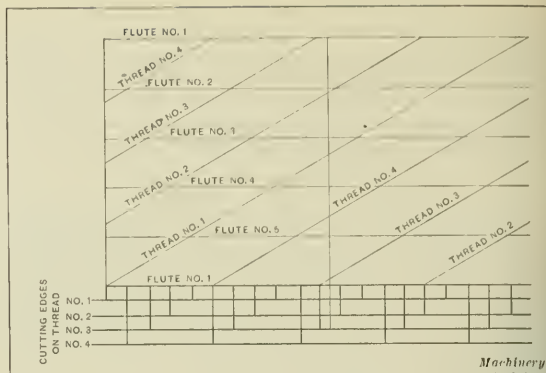 FLUTE NO. 1
THREAD NO. 4
FLUTE NO. 2
THREAD NO. 3
FLUTE NO. 3
THREAD NO. 2
FLUTE NO. 4
THREAD NO. 4
THREAD NO. 1
THREAD NO. 3
FLUTE NO. 5
THREAD NO. 2
FLUTE NO. 1
CUTTING EDGES
ON THREAD
NO. 1
NO. 2
NO. 3
NO. 4
Machinery